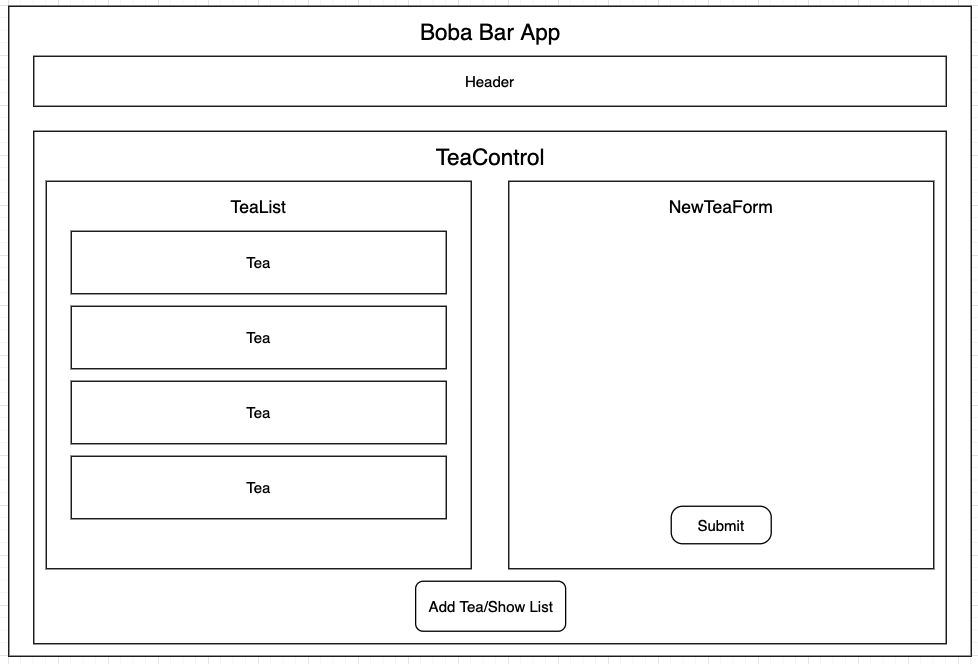 Boba Bar App
Header
TeaControl
TeaList
Tea
Tea
Tea
Tea
NewTeaForm
Submit
Add Tea/Show List